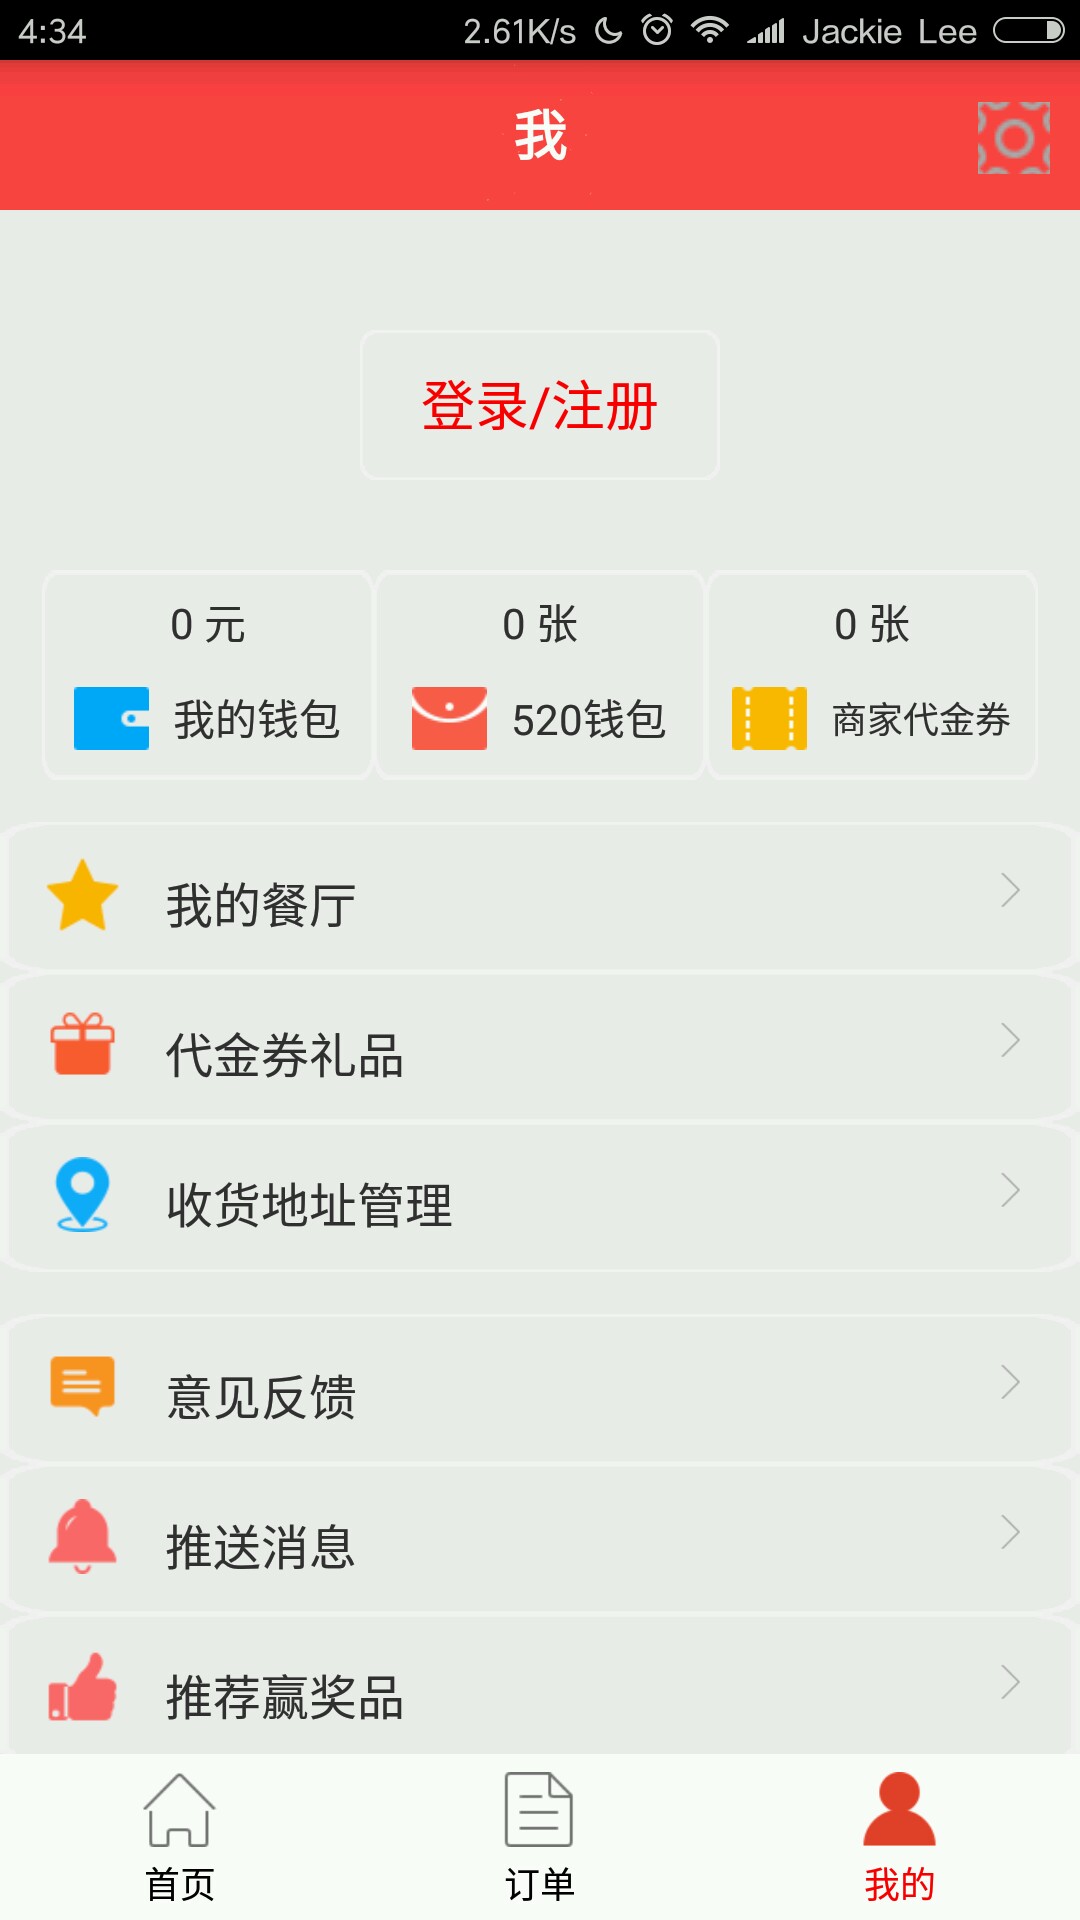 4:34 2.61K/s Jackie Lee
我
登录/注册
0 元 0 张 0 张
我的钱包 520钱包 商家代金券
我的餐厅
代金券礼品
收货地址管理
意见反馈
推送消息
推荐赢奖品
首页 订单 我的